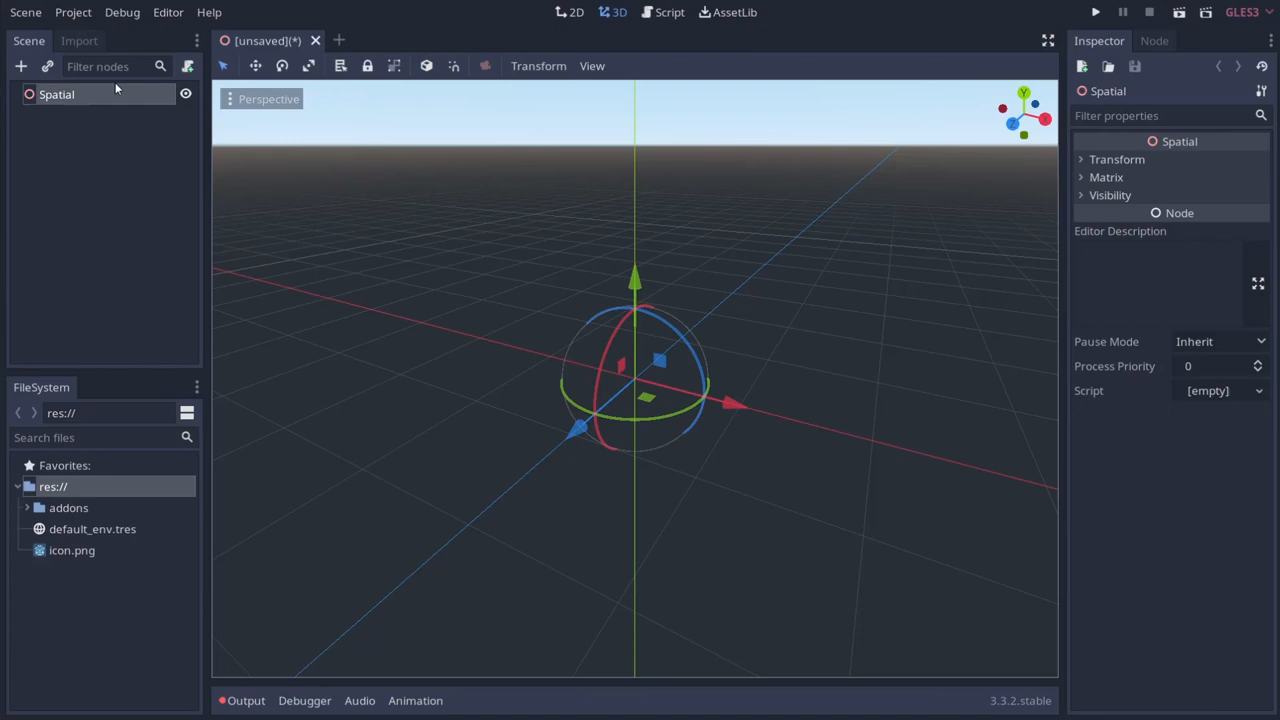 Scene Project Debug Editor Help
2D 3D Script AssetLib
GLES3
Scene Import
[unsaved](*)
Inspector Node
Filter nodes
Transform View
Spatial
Perspective
Y
X
Z
Spatial
Filter properties
Spatial
Transform
Matrix
Visibility
Node
Editor Description
Pause Mode Inherit
Process Priority 0
Script [empty]
FileSystem
res://
Search files
Favorites:
res://
addons
default_env.tres
icon.png
Output Debugger Audio Animation
3.3.2.stable